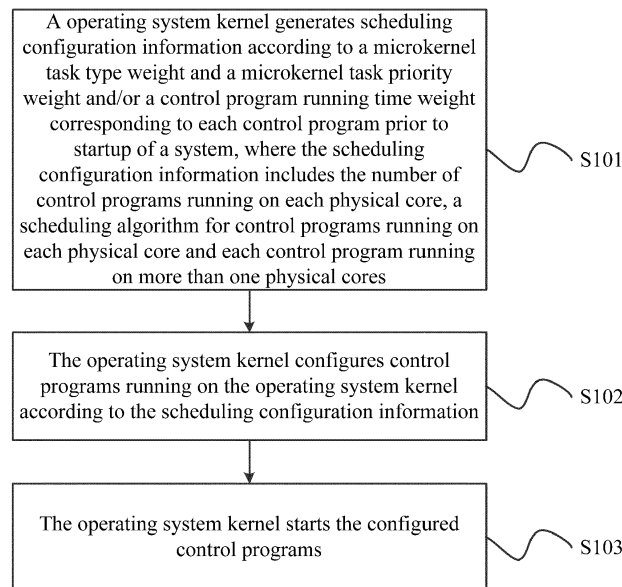 A operating system kernel generates scheduling
configuration information according to a microkernel
task type weight and a microkernel task priority
weight and/or a control program running time weight
corresponding to each control program prior to
startup of a system, where the scheduling
configuration information includes the number of
control programs running on each physical core, a
scheduling algorithm for control programs running on
each physical core and each control program running
on more than one physical cores
S101
The operating system kernel configures control
programs running on the operating system kernel
according to the scheduling configuration information
S102
The operating system kernel starts the configured
control programs
S103